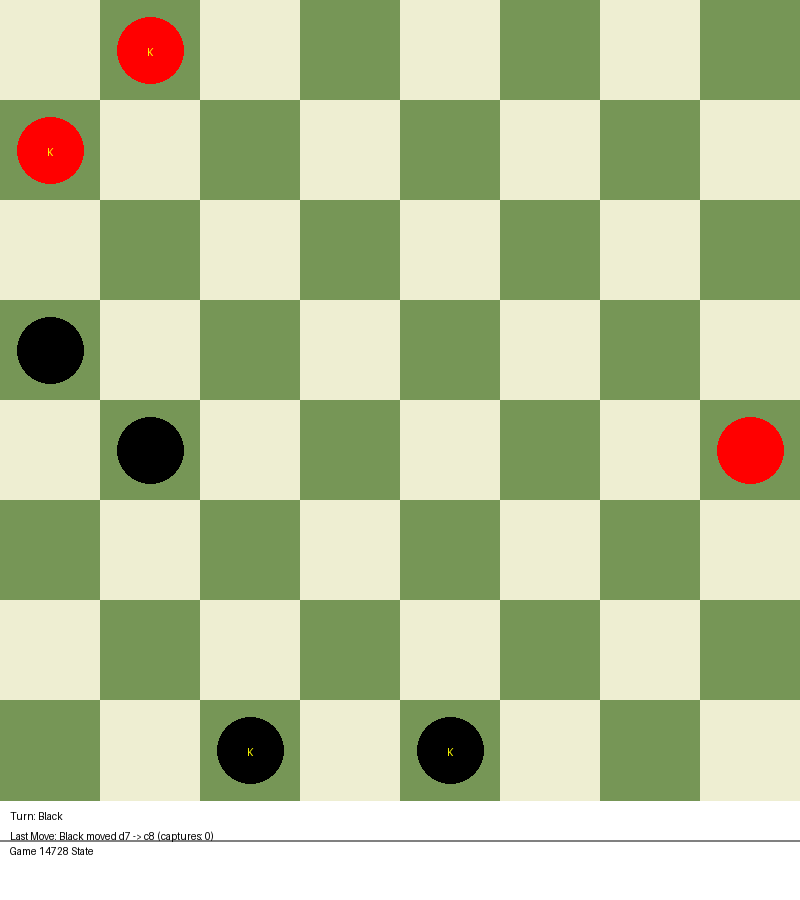 K
K
K K
Turn: Black
Last Move: Black moved d7 -> c8 (captures: 0)
Game 14728 State